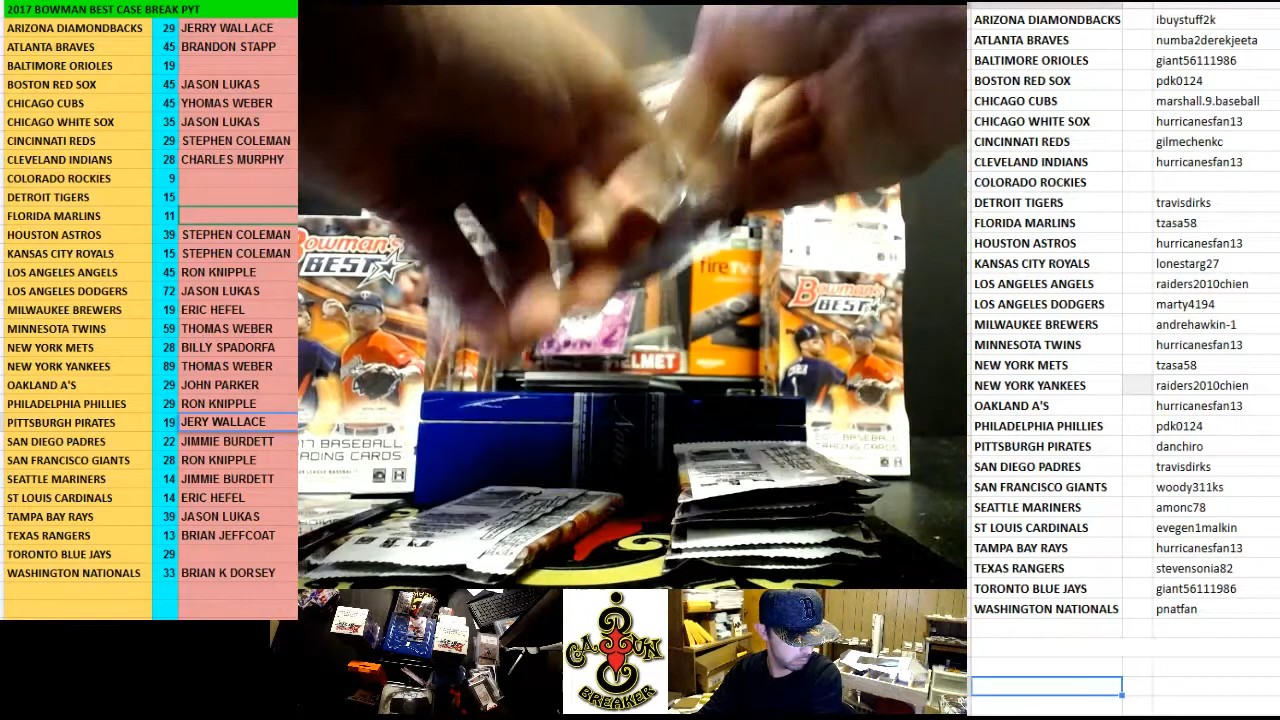 2017 BOWMAN BEST CASE BREAK PYT
ARIZONA DIAMONDBACKS 29 JERRY WALLACE
ATLANTA BRAVES 45 BRANDON STAPP
BALTIMORE ORIOLES 19
BOSTON RED SOX 45 JASON LUKAS
CHICAGO CUBS 45 YHOMAS WEBER
CHICAGO WHITE SOX 35 JASON LUKAS
CINCINNATI REDS 29 STEPHEN COLEMAN
CLEVELAND INDIANS 28 CHARLES MURPHY
COLORADO ROCKIES 9
DETROIT TIGERS 15
FLORIDA MARLINS 11
HOUSTON ASTROS 39 STEPHEN COLEMAN
KANSAS CITY ROYALS 15 STEPHEN COLEMAN
LOS ANGELES ANGELS 45 RON KNIPPLE
LOS ANGELES DODGERS 72 JASON LUKAS
MILWAUKEE BREWERS 19 ERIC HEFEL
MINNESOTA TWINS 59 THOMAS WEBER
NEW YORK METS 28 BILLY SPADORFA
NEW YORK YANKEES 89 THOMAS WEBER
OAKLAND A'S 29 JOHN PARKER
PHILADELPHIA PHILLIES 29 RON KNIPPLE
PITTSBURGH PIRATES 19 JERY WALLACE
SAN DIEGO PADRES 22 JIMMIE BURDETT
SAN FRANCISCO GIANTS 28 RON KNIPPLE
SEATTLE MARINERS 14 JIMMIE BURDETT
ST LOUIS CARDINALS 14 ERIC HEFEL
TAMPA BAY RAYS 39 JASON LUKAS
TEXAS RANGERS 13 BRIAN JEFFCOAT
TORONTO BLUE JAYS 29
WASHINGTON NATIONALS 33 BRIAN K DORSEY
Bowman's
BEST
fire TV
Bowman's
BEST
HELMET
2017 BASEBALL
TRADING CARDS
2017 BASEBALL
TRADING CARDS
CAJUN
BREAKER
ARIZONA DIAMONDBACKS ibuystuff2k
ATLANTA BRAVES numba2derekjeeta
BALTIMORE ORIOLES giant56111986
BOSTON RED SOX pdk0124
CHICAGO CUBS marshall.9.baseball
CHICAGO WHITE SOX hurricanesfan13
CINCINNATI REDS gilmechenkc
CLEVELAND INDIANS hurricanesfan13
COLORADO ROCKIES
DETROIT TIGERS travisdirks
FLORIDA MARLINS tzasa58
HOUSTON ASTROS hurricanesfan13
KANSAS CITY ROYALS lonestarg27
LOS ANGELES ANGELS raiders2010chien
LOS ANGELES DODGERS marty4194
MILWAUKEE BREWERS andrehawkin-1
MINNESOTA TWINS hurricanesfan13
NEW YORK METS tzasa58
NEW YORK YANKEES raiders2010chien
OAKLAND A'S hurricanesfan13
PHILADELPHIA PHILLIES pdk0124
PITTSBURGH PIRATES danchiro
SAN DIEGO PADRES travisdirks
SAN FRANCISCO GIANTS woody311ks
SEATTLE MARINERS amonc78
ST LOUIS CARDINALS evegen1malkin
TAMPA BAY RAYS hurricanesfan13
TEXAS RANGERS stevensonia82
TORONTO BLUE JAYS giant56111986
WASHINGTON NATIONALS pnatfan